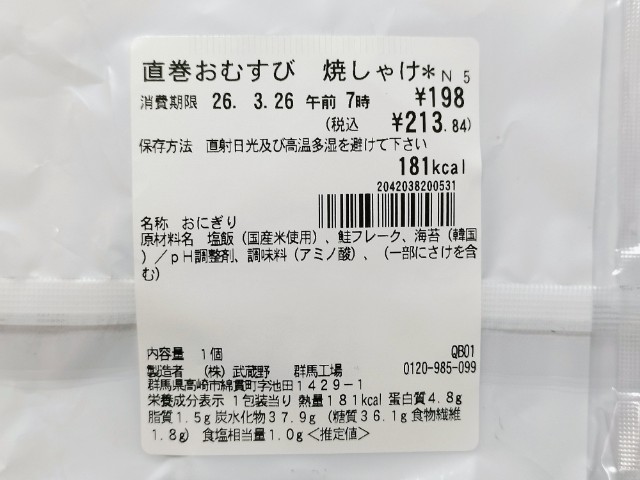 直巻おむすび 焼しゃけ* N 5
消費期限 26. 3.26 午前 7時 ¥198
(税込 ¥213.84)
保存方法 直射日光及び高温多湿を避けて下さい
181kcal
2042038200531
名称 おにぎり
原材料名 塩飯(国産米使用)、鮭フレーク、海苔(韓国
)/pH調整剤、調味料(アミノ酸)、(一部にさけを含
む)
内容量 1個 QB01
製造者 (株)武蔵野 群馬工場 0120-985-099
群馬県高崎市綿貫町字池田1429-1
栄養成分表示 1包装当り 熱量181kcal 蛋白質4.8g
脂質1.5g 炭水化物37.9g (糖質36.1g 食物繊維
1.8g) 食塩相当量1.0g <推定値>